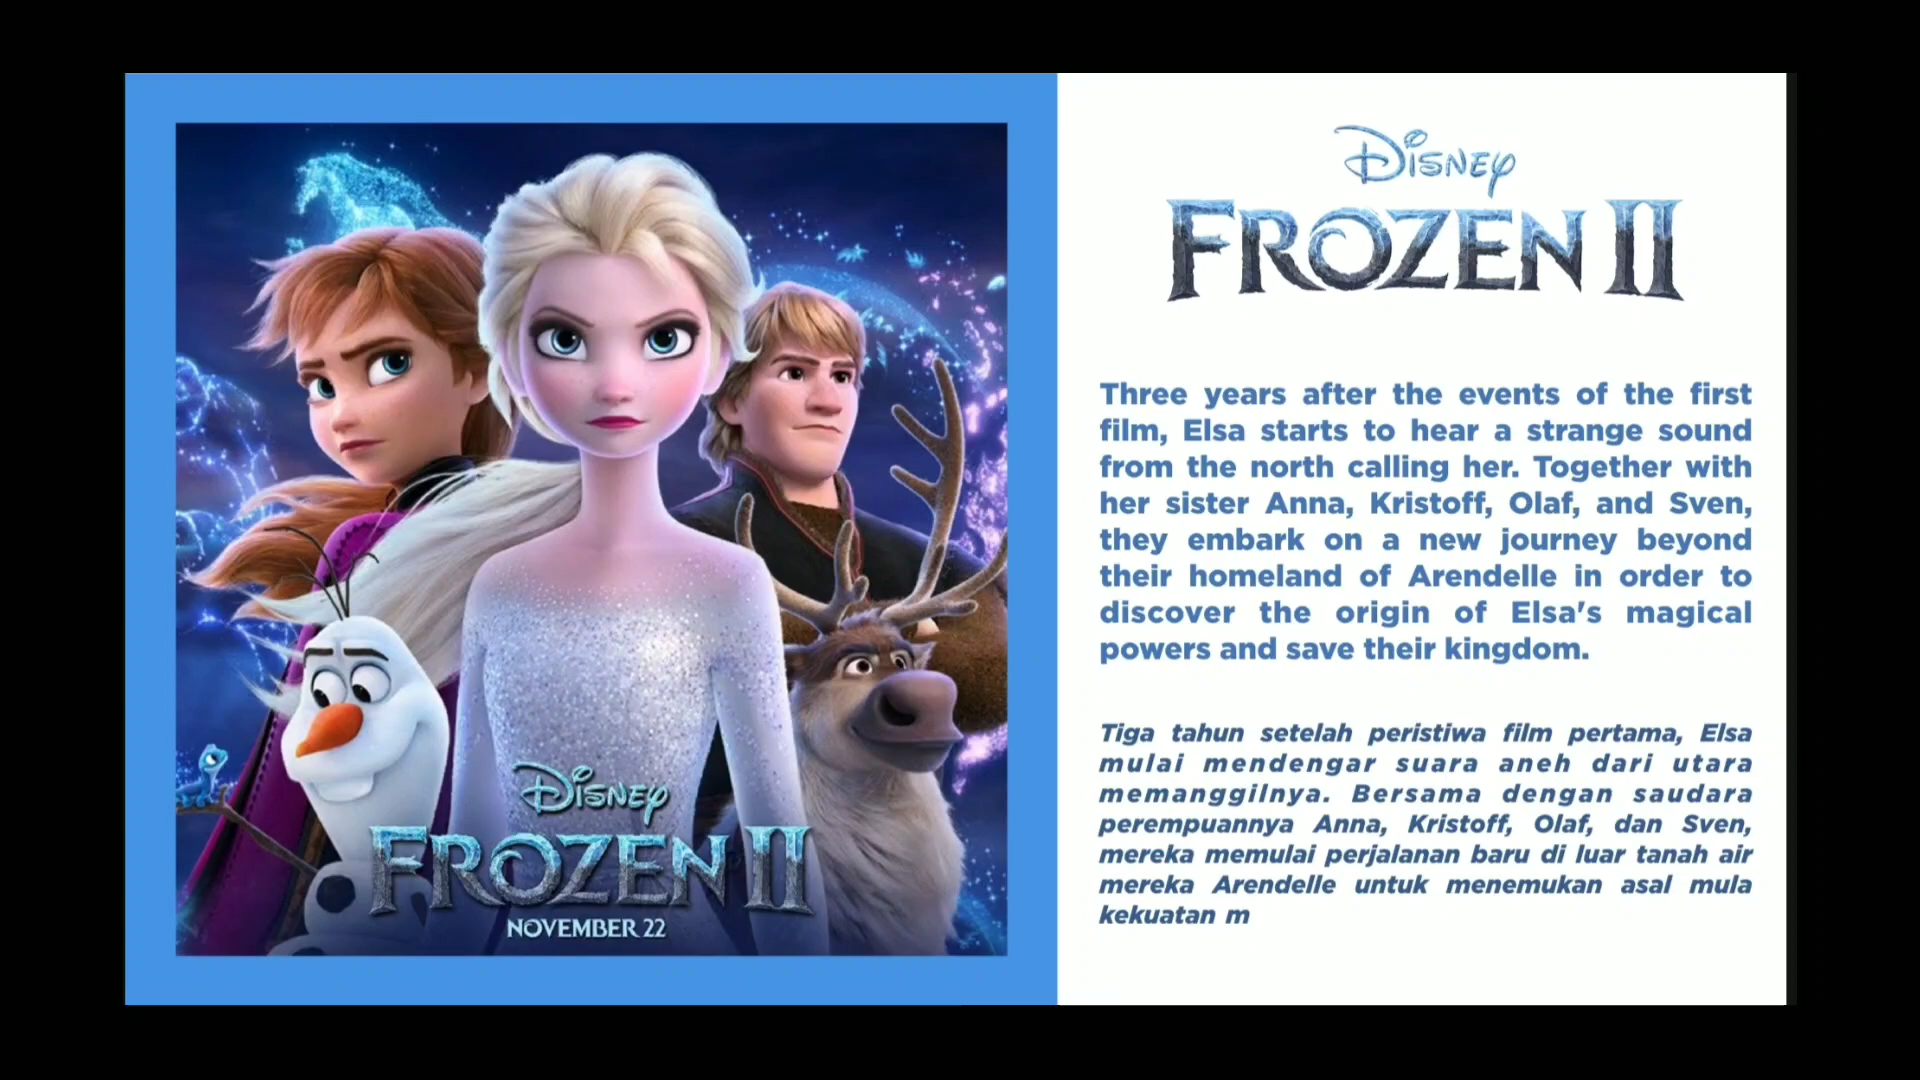 Disney
FROZEN II
NOVEMBER 22
Disney
FROZEN II
Three years after the events of the first
film, Elsa starts to hear a strange sound
from the north calling her. Together with
her sister Anna, Kristoff, Olaf, and Sven,
they embark on a new journey beyond
their homeland of Arendelle in order to
discover the origin of Elsa's magical
powers and save their kingdom.
Tiga tahun setelah peristiwa film pertama, Elsa
mulai mendengar suara aneh dari utara
memanggilnya. Bersama dengan saudara
perempuannya Anna, Kristoff, Olaf, dan Sven,
mereka memulai perjalanan baru di luar tanah air
mereka Arendelle untuk menemukan asal mula
kekuatan m